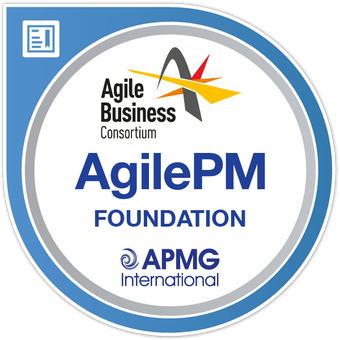 Agile
Business
Consortium
AgilePM
FOUNDATION
APMG
International